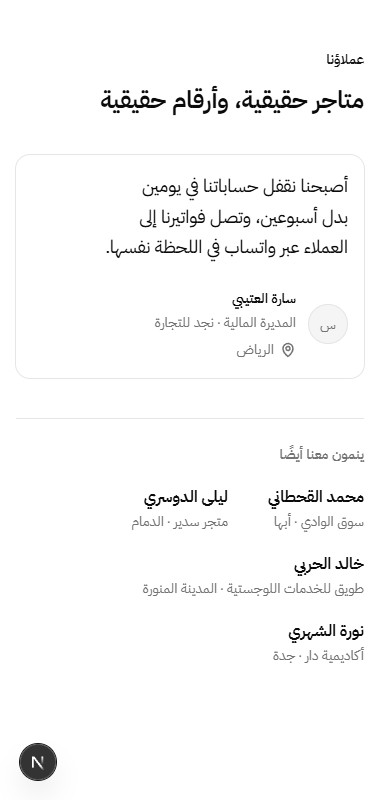 عملاؤنا
متاجر حقيقية، وأرقام حقيقية
أصبحنا نقفل حساباتنا في يومين
بدل أسبوعين، وتصل فواتيرنا إلى
العملاء عبر واتساب في اللحظة نفسها.
س
سارة العتيبي
المديرة المالية · نجد للتجارة
الرياض
ينمون معنا أيضًا
محمد القحطاني
سوق الوادي · أبها
ليلى الدوسري
متجر سدير · الدمام
خالد الحربي
طويق للخدمات اللوجستية · المدينة المنورة
نورة الشهري
أكاديمية دار · جدة
N